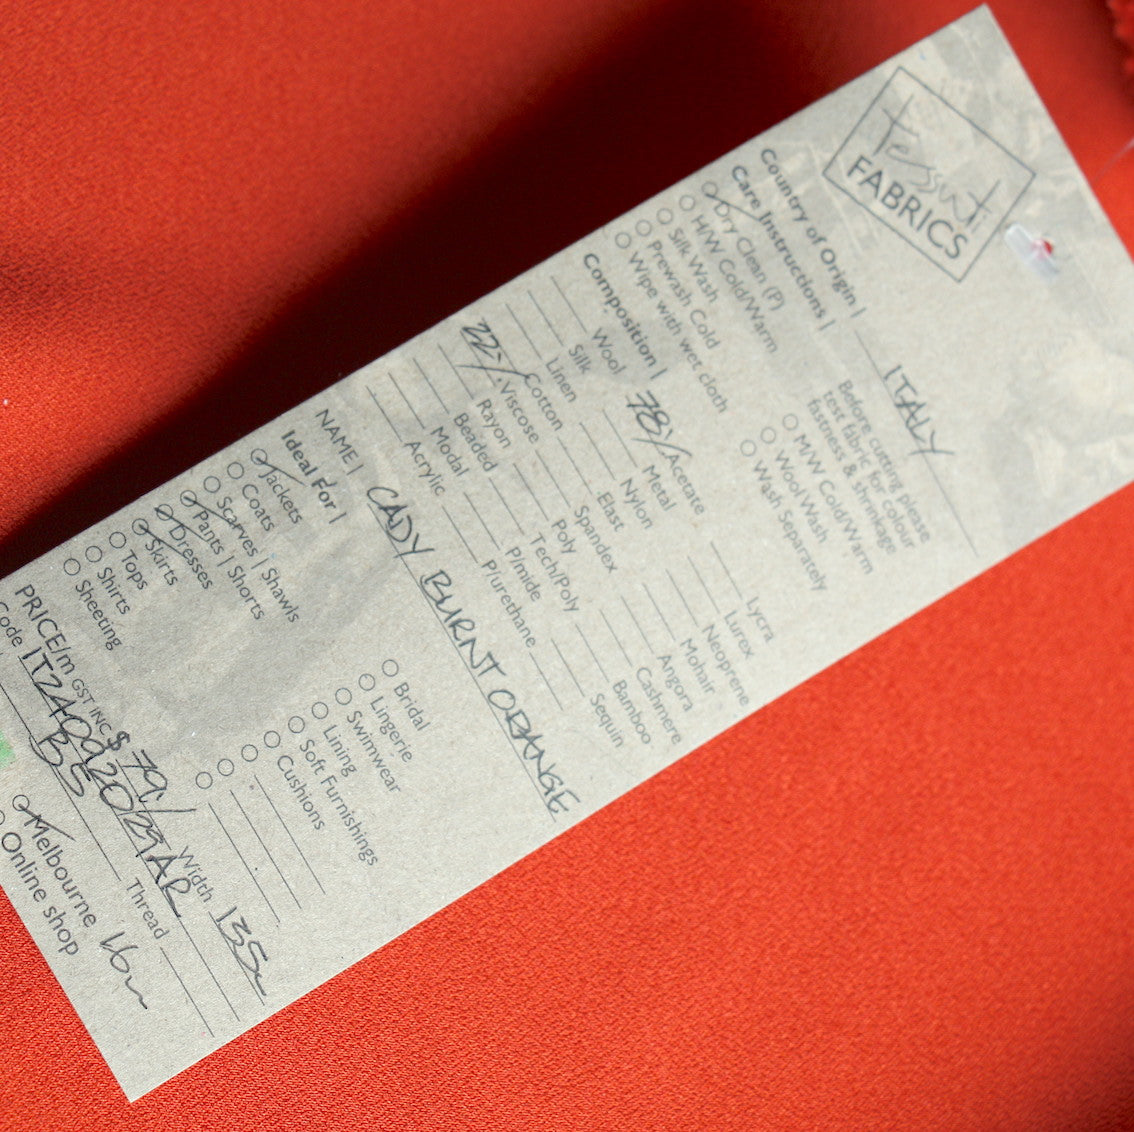 Tessuti
FABRICS
Country of Origin | ITALY
Care Instructions |
Dry Clean (P)
H/W Cold/Warm
Silk Wash
Prewash Cold
Wipe with wet cloth
Before cutting please
test fabric for colour
fastness & shrinkage
M/W Cold/Warm
Wool Wash
Wash Separately
Composition |
Wool
Silk
Linen
Cotton
22% Viscose
Rayon
Beaded
Modal
Acrylic
78% Acetate
Metal
Nylon
Elast
Spandex
Poly
Tech/Poly
P/mide
P/urethane
Lycra
Lurex
Neoprene
Mohair
Angora
Cashmere
Bamboo
Sequin
NAME | CADY BURNT ORANGE
Ideal For |
Jackets
Coats
Scarves | Shawls
Pants | Shorts
Dresses
Skirts
Tops
Shirts
Sheeting
Bridal
Lingerie
Swimwear
Lining
Soft Furnishings
Cushions
PRICE/m GST INC $ 79/ Width 135
Code
Thread
Melbourne
Online shop